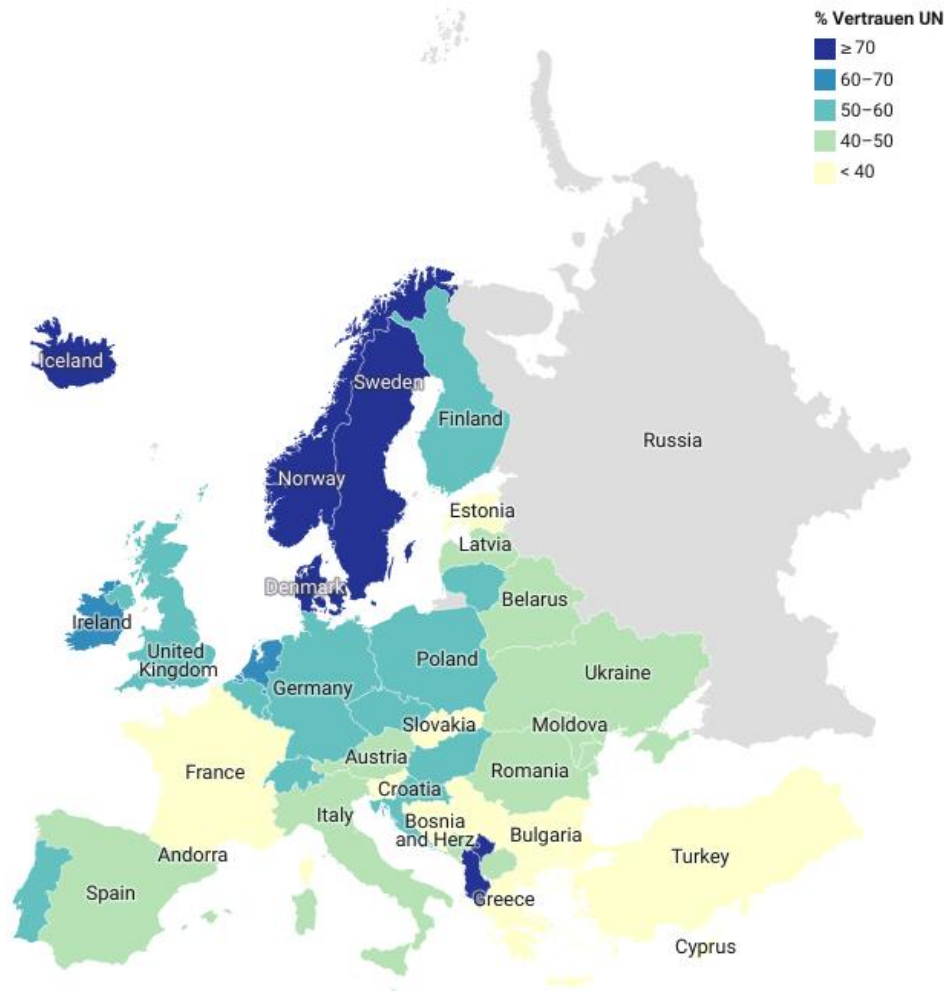 % Vertrauen UN
≥ 70
60–70
50–60
40–50
< 40
Iceland
Sweden
Finland
Norway
Russia
Estonia
Latvia
Denmark
Belarus
Ireland
United
Kingdom
Poland
Germany
Ukraine
Slovakia
Moldova
Austria
France
Romania
Croatia
Italy
Bosnia
and Herz.
Bulgaria
Andorra
Turkey
Spain
Greece
Cyprus